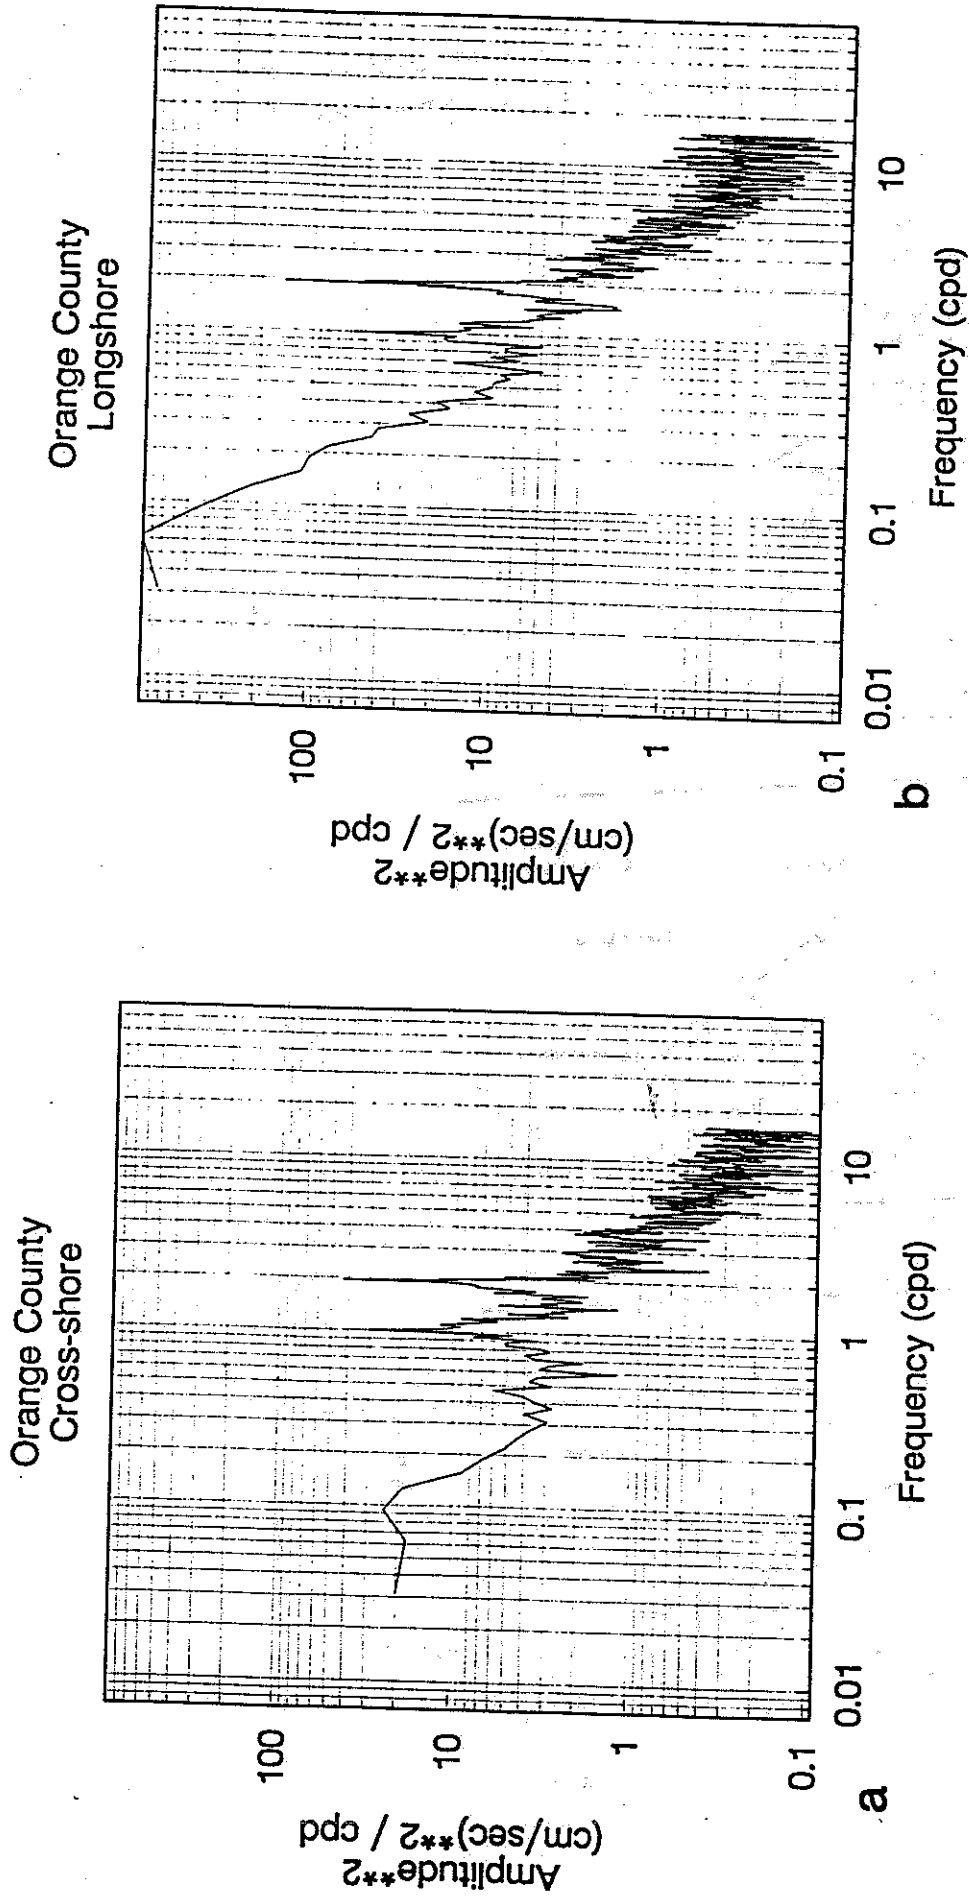 Orange County
Cross-shore
Amplitude**2
(cm/sec)**2 / cpd
100
10
1
0.1
0.01
0.1
1
10
Frequency (cpd)
a
Orange County
Longshore
Amplitude**2
(cm/sec)**2 / cpd
100
10
1
0.1
0.01
0.1
1
10
Frequency (cpd)
b